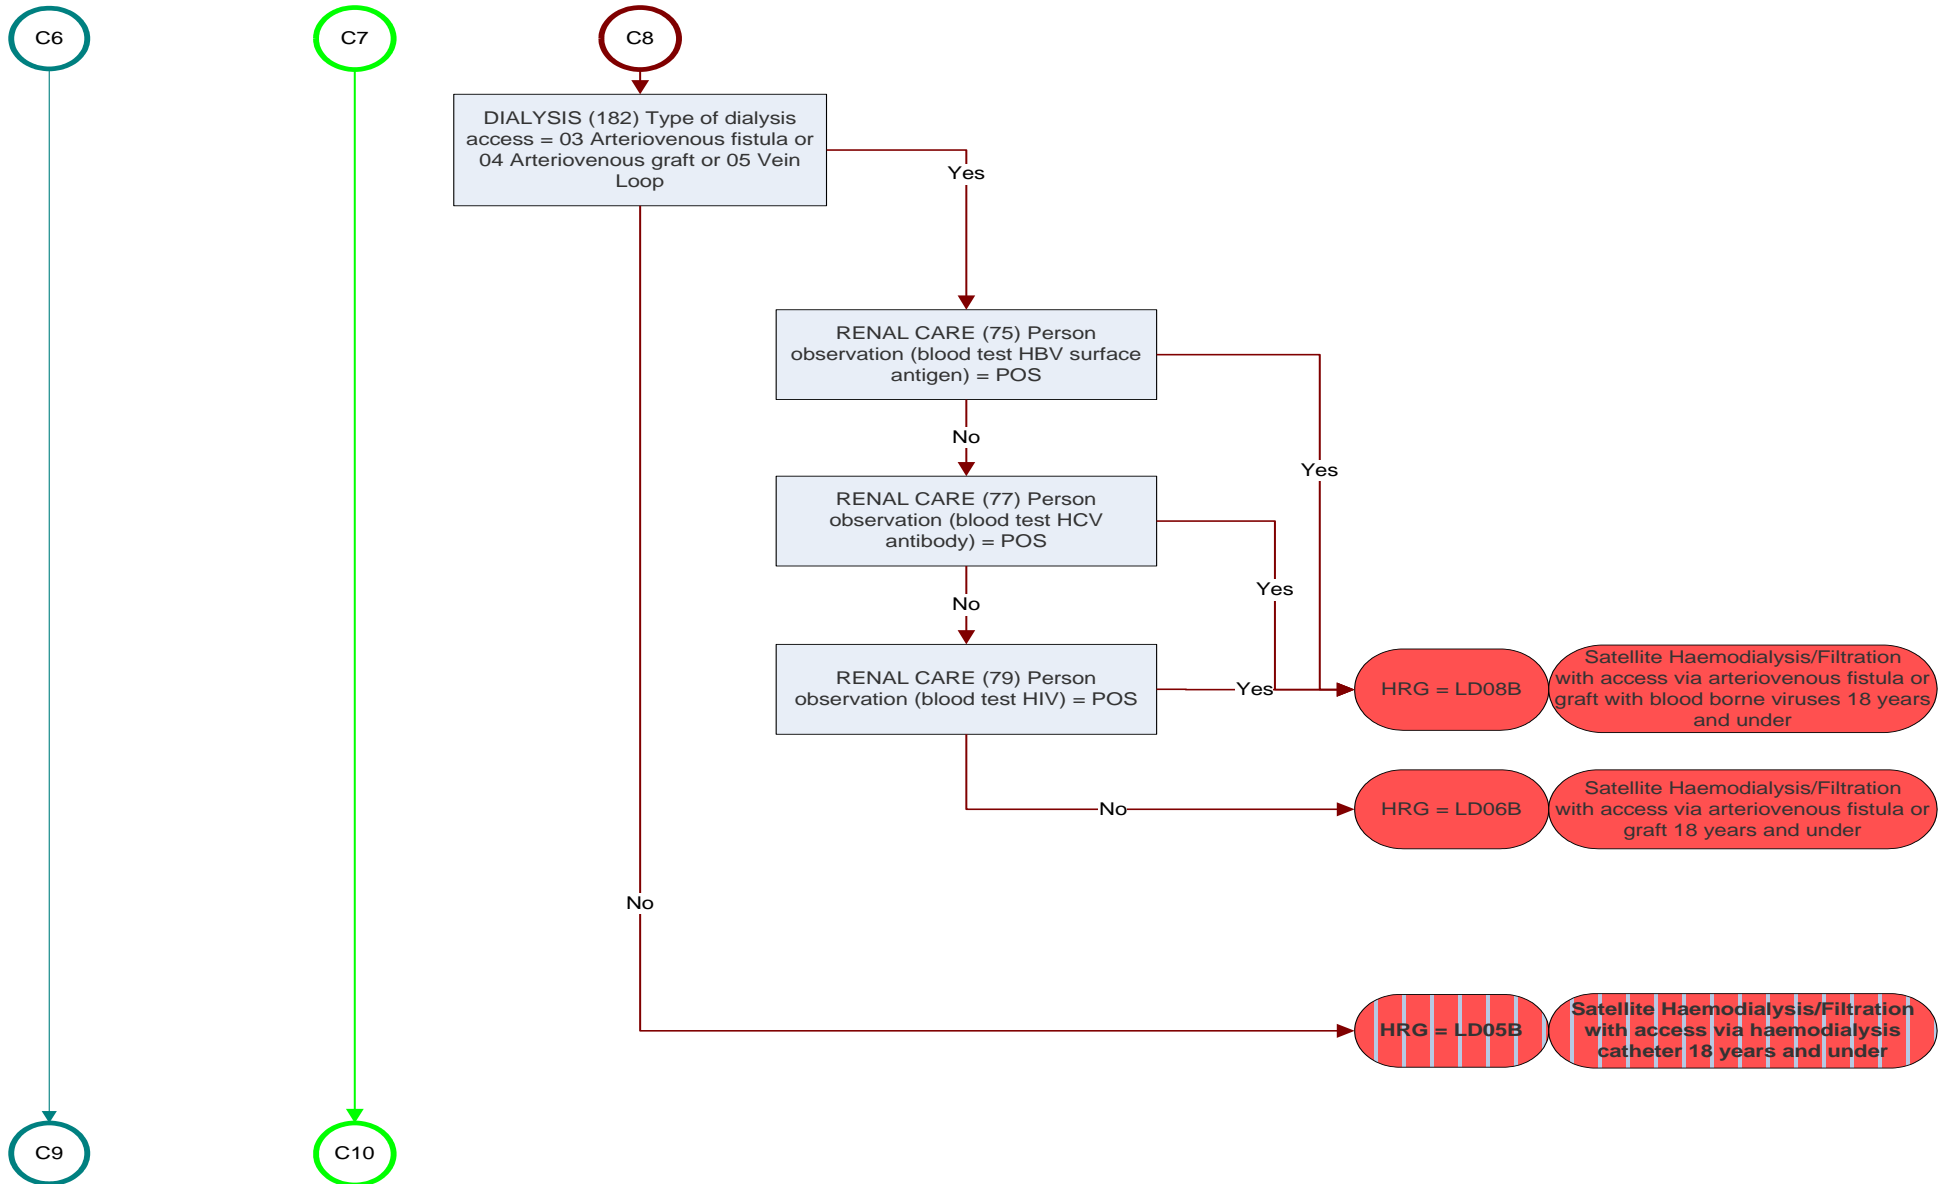 C6
C7
C8
DIALYSIS (182) Type of dialysis
access = 03 Arteriovenous fistula or
04 Arteriovenous graft or 05 Vein
Loop
Yes
RENAL CARE (75) Person
observation (blood test HBV surface
antigen) = POS
No
Yes
RENAL CARE (77) Person
observation (blood test HCV
antibody) = POS
Yes
No
RENAL CARE (79) Person
observation (blood test HIV) = POS
Yes
HRG = LD08B
Satellite Haemodialysis/Filtration
with access via arteriovenous fistula or
graft with blood borne viruses 18 years
and under
No
HRG = LD06B
Satellite Haemodialysis/Filtration
with access via arteriovenous fistula or
graft 18 years and under
No
HRG = LD05B
Satellite Haemodialysis/Filtration
with access via haemodialysis
catheter 18 years and under
C9
C10